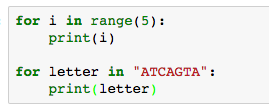 for i in range(5):
    print(i)

for letter in "ATCAGTA":
    print(letter)